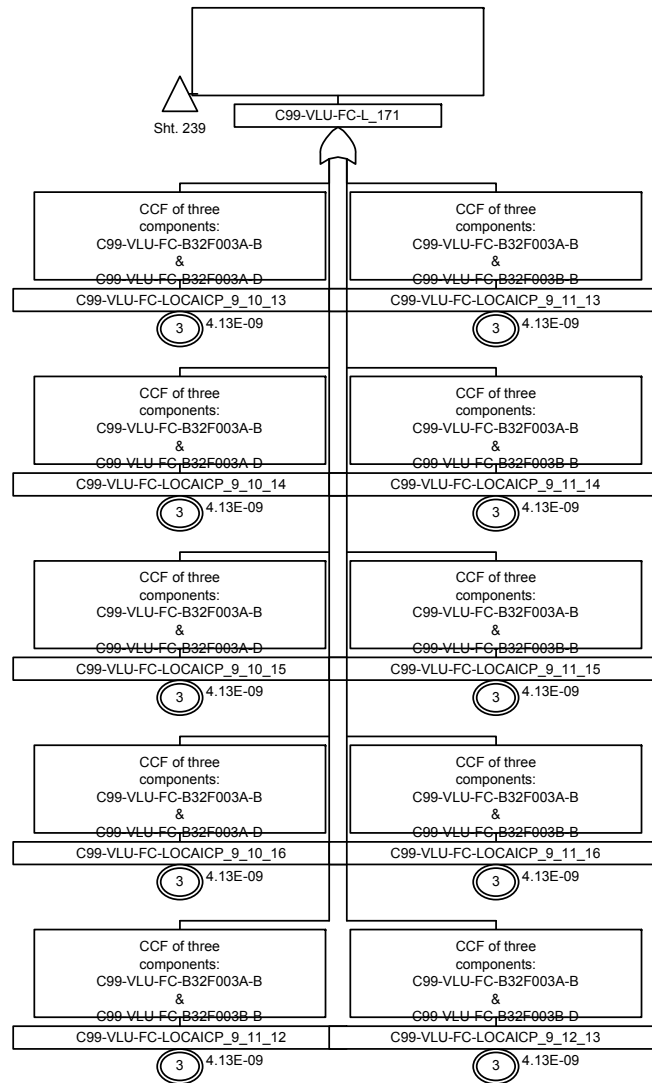 C99-VLU-FC-L_171
Sht. 239
CCF of three
components:
C99-VLU-FC-B32F003A-B
&
C99-VLU-FC-B32F003A-D
C99-VLU-FC-LOCAICP_9_10_13
3
4.13E-09
CCF of three
components:
C99-VLU-FC-B32F003A-B
&
C99-VLU-FC-B32F003B-B
C99-VLU-FC-LOCAICP_9_11_13
3
4.13E-09
CCF of three
components:
C99-VLU-FC-B32F003A-B
&
C99-VLU-FC-B32F003A-D
C99-VLU-FC-LOCAICP_9_10_14
3
4.13E-09
CCF of three
components:
C99-VLU-FC-B32F003A-B
&
C99-VLU-FC-B32F003B-B
C99-VLU-FC-LOCAICP_9_11_14
3
4.13E-09
CCF of three
components:
C99-VLU-FC-B32F003A-B
&
C99-VLU-FC-B32F003A-D
C99-VLU-FC-LOCAICP_9_10_15
3
4.13E-09
CCF of three
components:
C99-VLU-FC-B32F003A-B
&
C99-VLU-FC-B32F003B-B
C99-VLU-FC-LOCAICP_9_11_15
3
4.13E-09
CCF of three
components:
C99-VLU-FC-B32F003A-B
&
C99-VLU-FC-B32F003A-D
C99-VLU-FC-LOCAICP_9_10_16
3
4.13E-09
CCF of three
components:
C99-VLU-FC-B32F003A-B
&
C99-VLU-FC-B32F003B-B
C99-VLU-FC-LOCAICP_9_11_16
3
4.13E-09
CCF of three
components:
C99-VLU-FC-B32F003A-B
&
C99-VLU-FC-B32F003B-B
C99-VLU-FC-LOCAICP_9_11_12
3
4.13E-09
CCF of three
components:
C99-VLU-FC-B32F003A-B
&
C99-VLU-FC-B32F003B-D
C99-VLU-FC-LOCAICP_9_12_13
3
4.13E-09